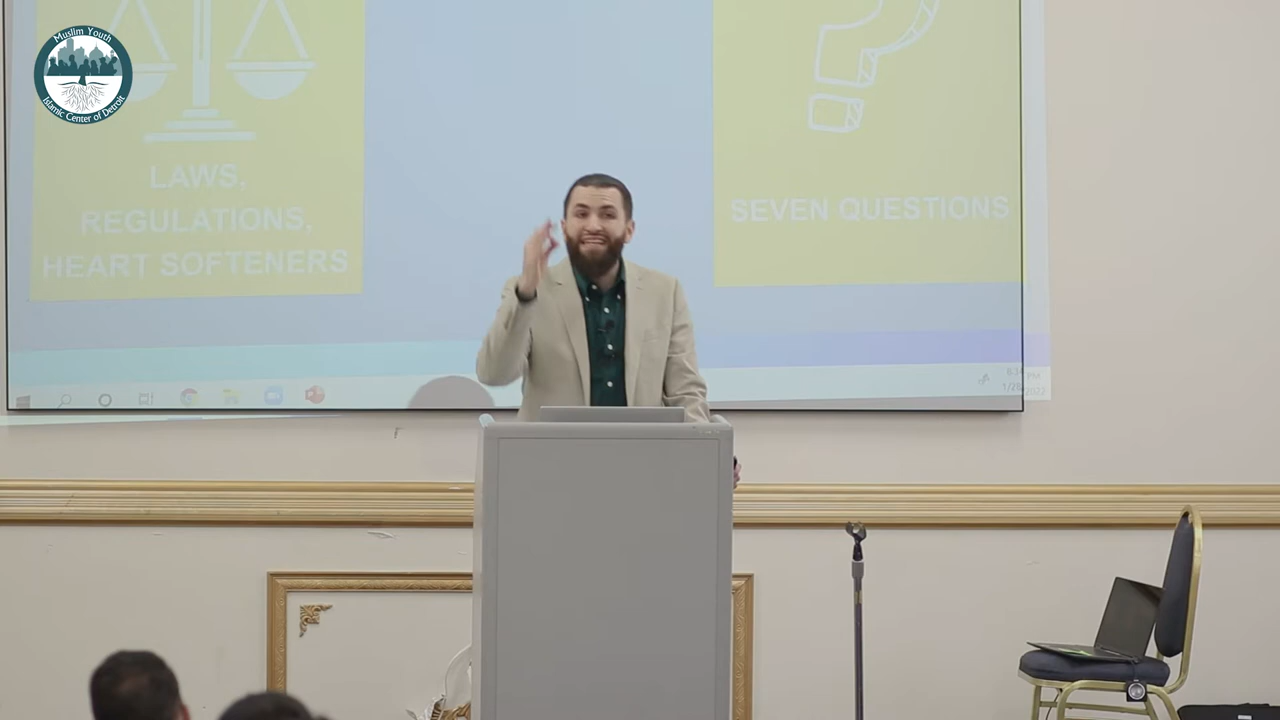 Muslim Youth
Islamic Center of Detroit
LAWS,
REGULATIONS,
HEART SOFTENERS
SEVEN QUESTIONS